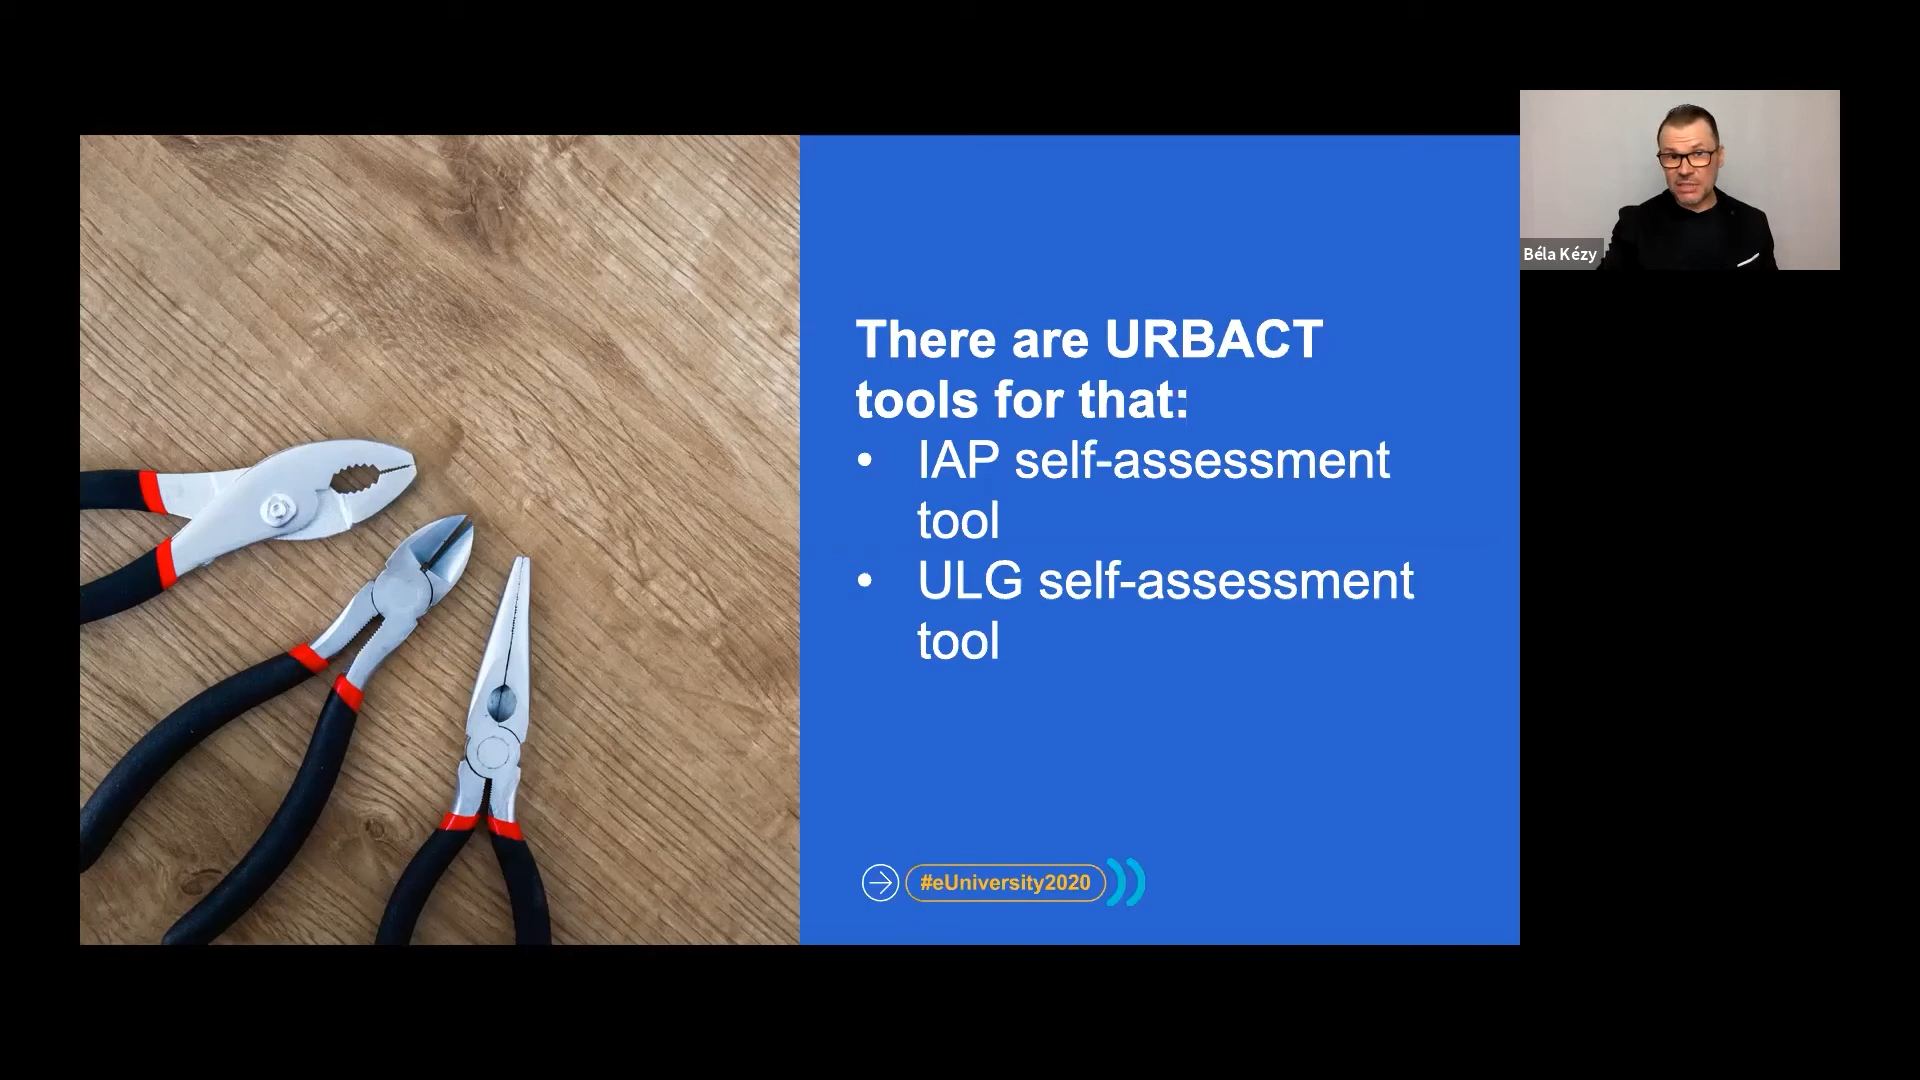 There are URBACT
tools for that:
• IAP self-assessment
tool
• ULG self-assessment
tool
#eUniversity2020
Béla Kézy